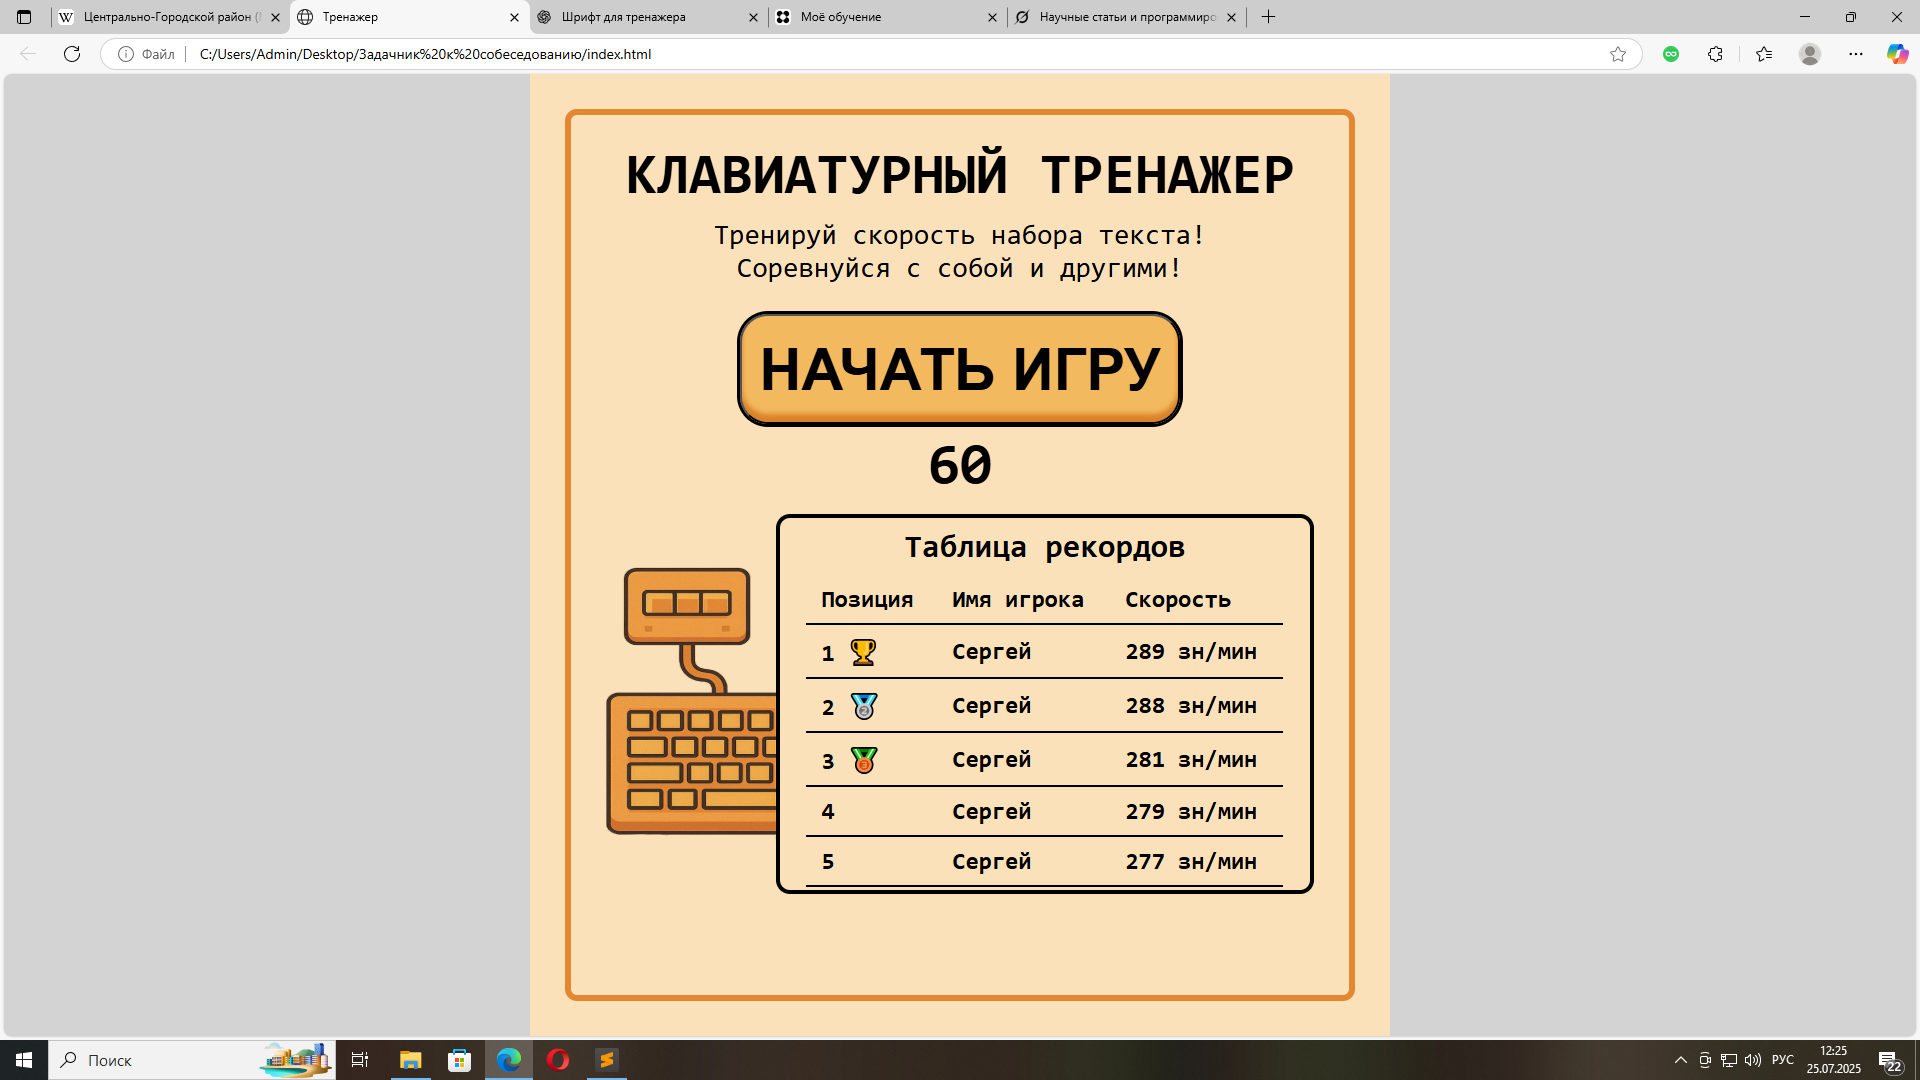 Центрально-Городской район (
Тренажер
Шрифт для тренажера
Моё обучение
Научные статьи и программиро
Файл
C:/Users/Admin/Desktop/Задачник%20к%20собеседованию/index.html
КЛАВИАТУРНЫЙ ТРЕНАЖЕР
Тренируй скорость набора текста!
Соревнуйся с собой и другими!
НАЧАТЬ ИГРУ
60
Таблица рекордов
Позиция Имя игрока Скорость
1 Сергей 289 зн/мин
2 Сергей 288 зн/мин
3 Сергей 281 зн/мин
4 Сергей 279 зн/мин
5 Сергей 277 зн/мин
Поиск
РУС
12:25
25.07.2025
22